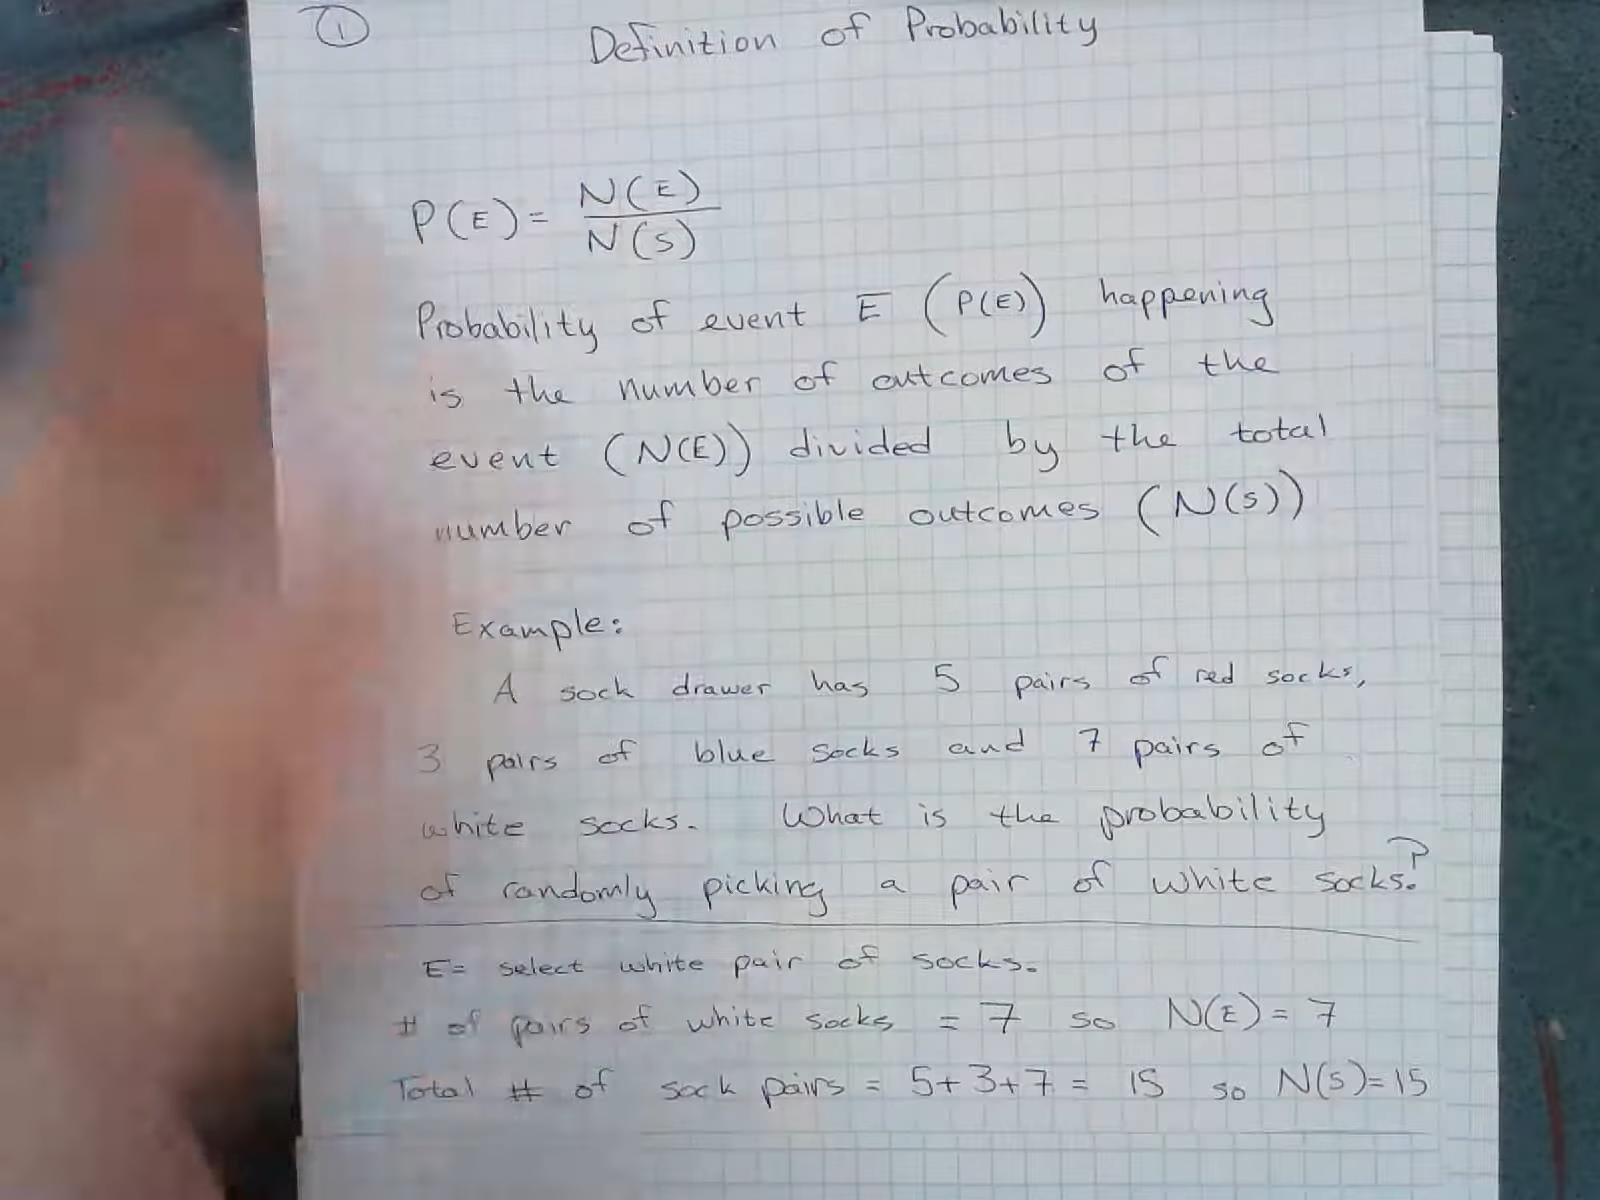 1
Definition of Probability
P(E) = N(E) / N(S)
Probability of event E (P(E)) happening
is the number of outcomes of the
event (N(E)) divided by the total
number of possible outcomes (N(S))
Example:
A sock drawer has 5 pairs of red socks,
3 pairs of blue socks and 7 pairs of
white socks. What is the probability
of randomly picking a pair of white socks?
E = select white pair of socks.
# of pairs of white socks = 7 so N(E) = 7
Total # of sock pairs = 5+3+7 = 15 so N(S) = 15